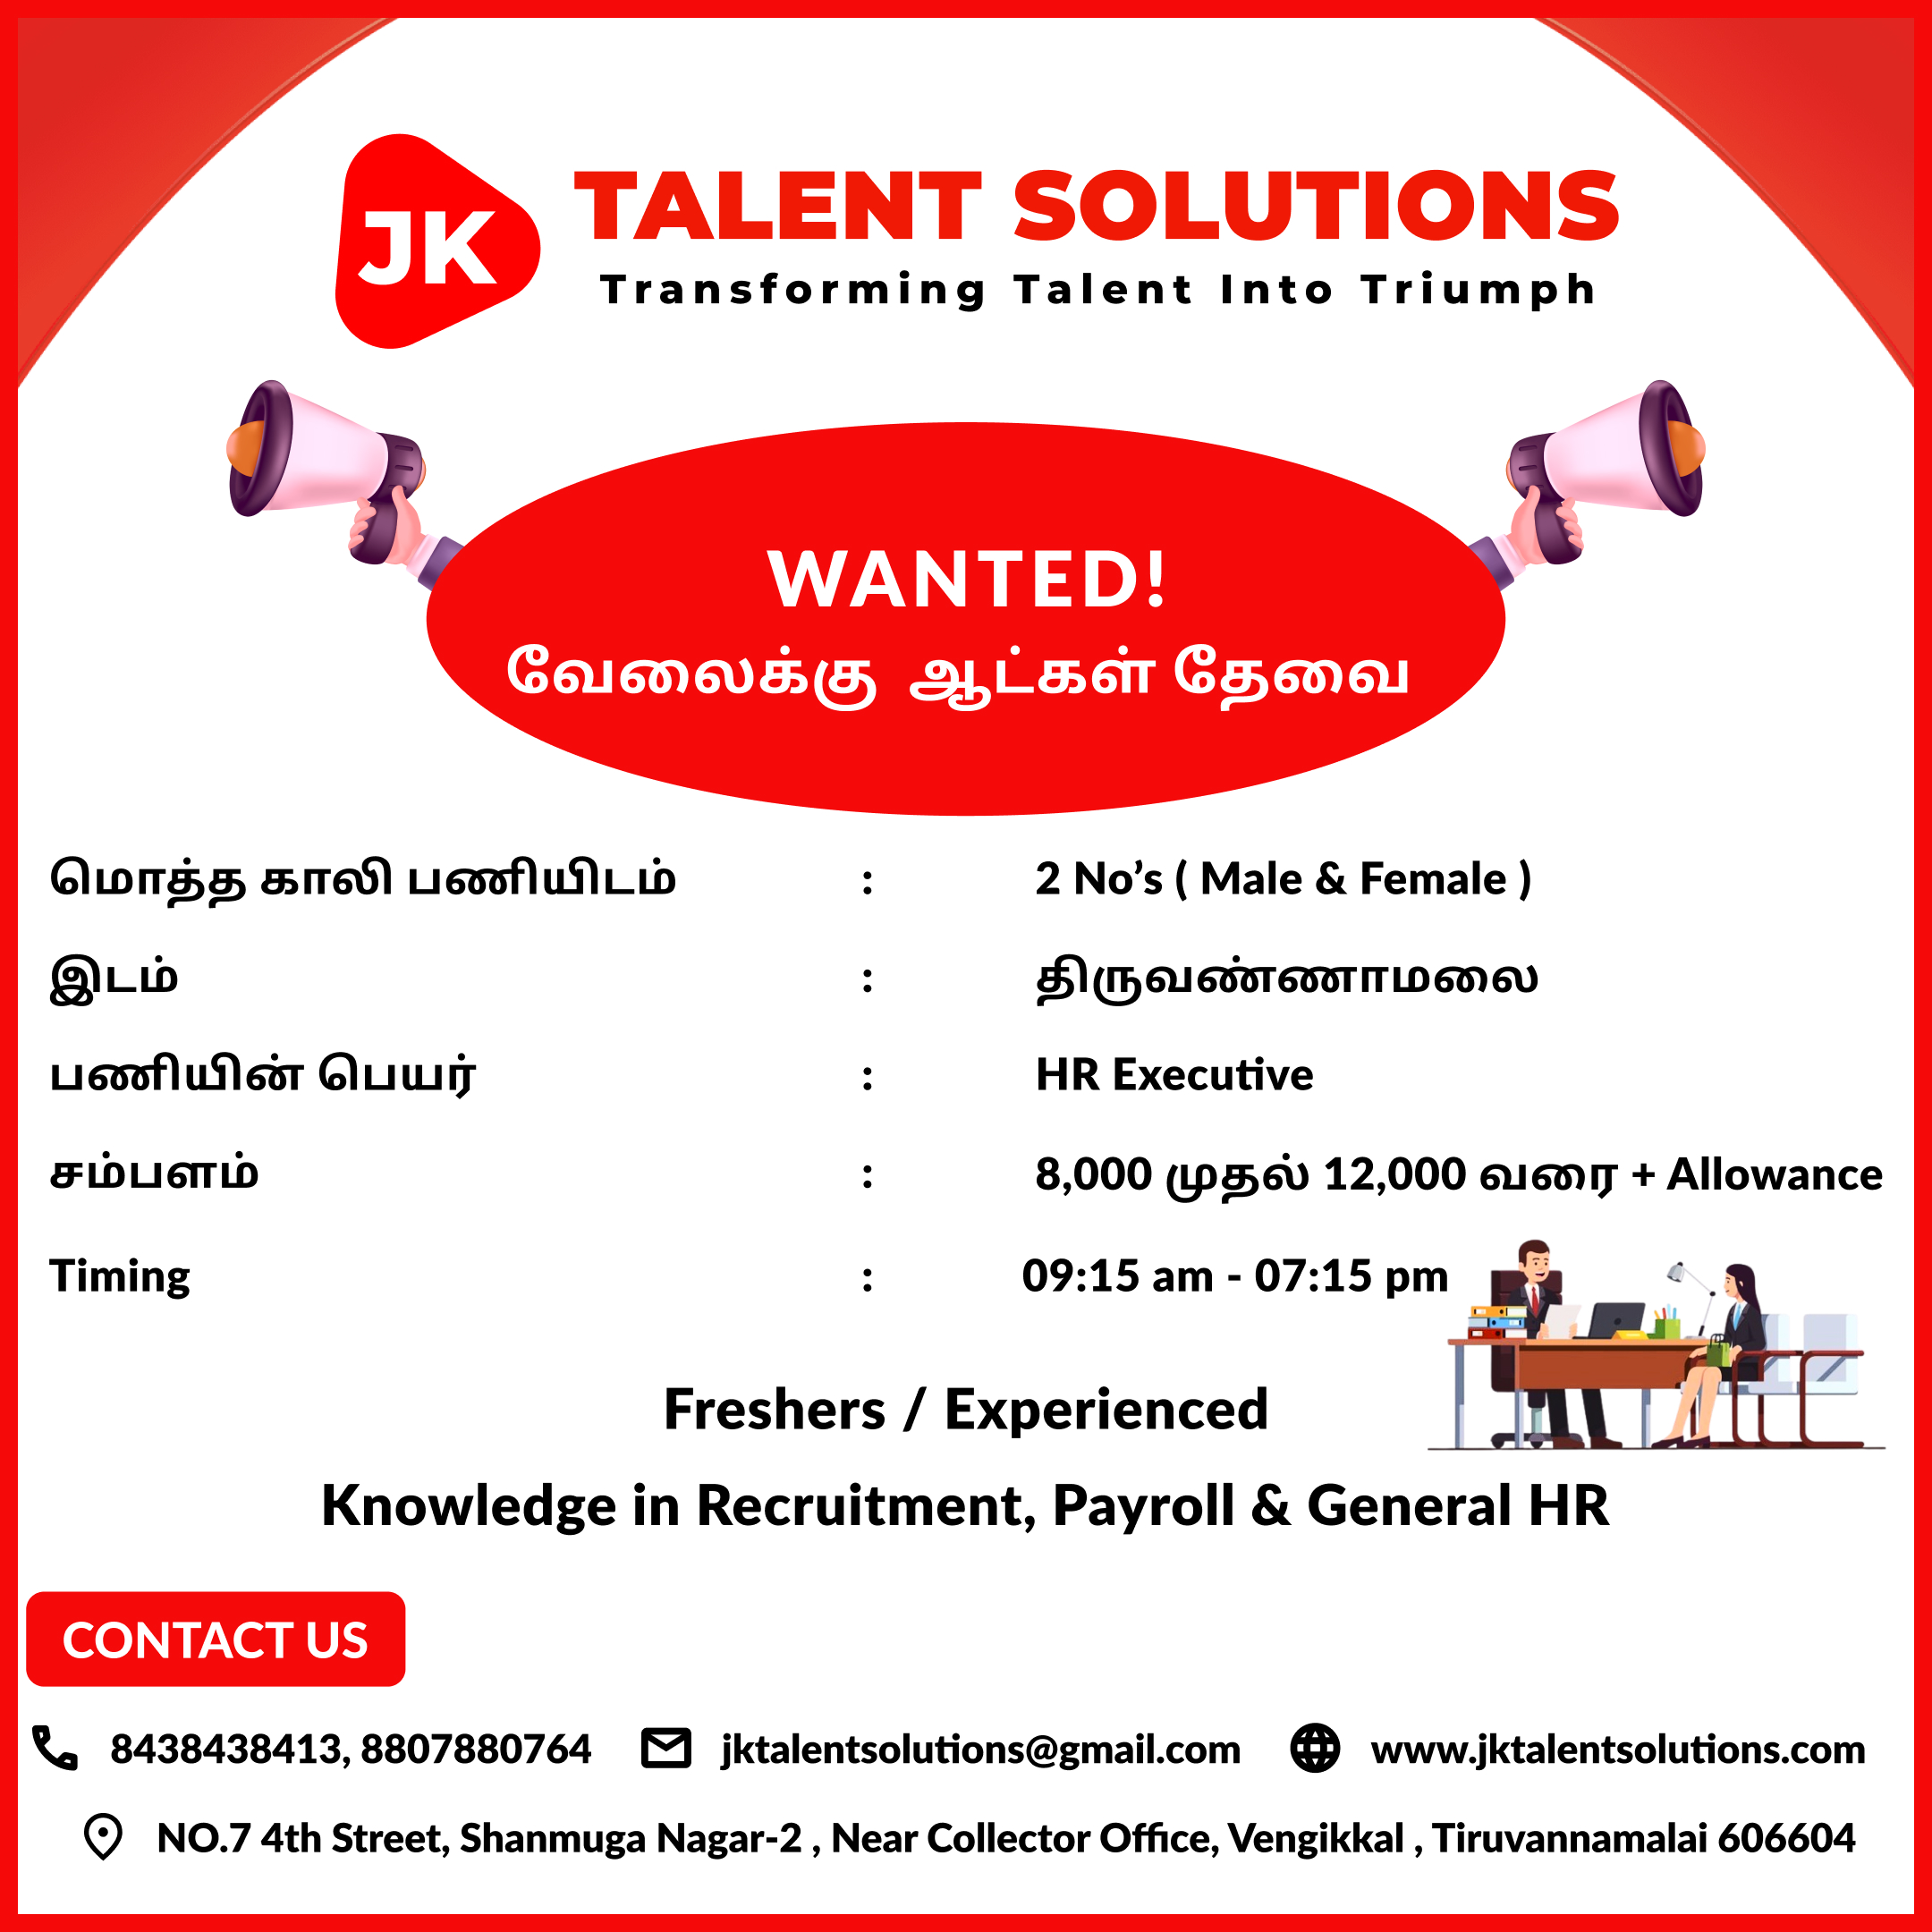 JK
TALENT SOLUTIONS
Transforming Talent Into Triumph
WANTED!
வேலைக்கு ஆட்கள் தேவை
மொத்த காலி பணியிடம் : 2 No's ( Male & Female )
இடம் : திருவண்ணாமலை
பணியின் பெயர் : HR Executive
சம்பளம் : 8,000 முதல் 12,000 வரை + Allowance
Timing : 09:15 am - 07:15 pm
Freshers / Experienced
Knowledge in Recruitment, Payroll & General HR
CONTACT US
8438438413, 8807880764 jktalentsolutions@gmail.com www.jktalentsolutions.com
NO.7 4th Street, Shanmuga Nagar-2 , Near Collector Office, Vengikkal , Tiruvannamalai 606604